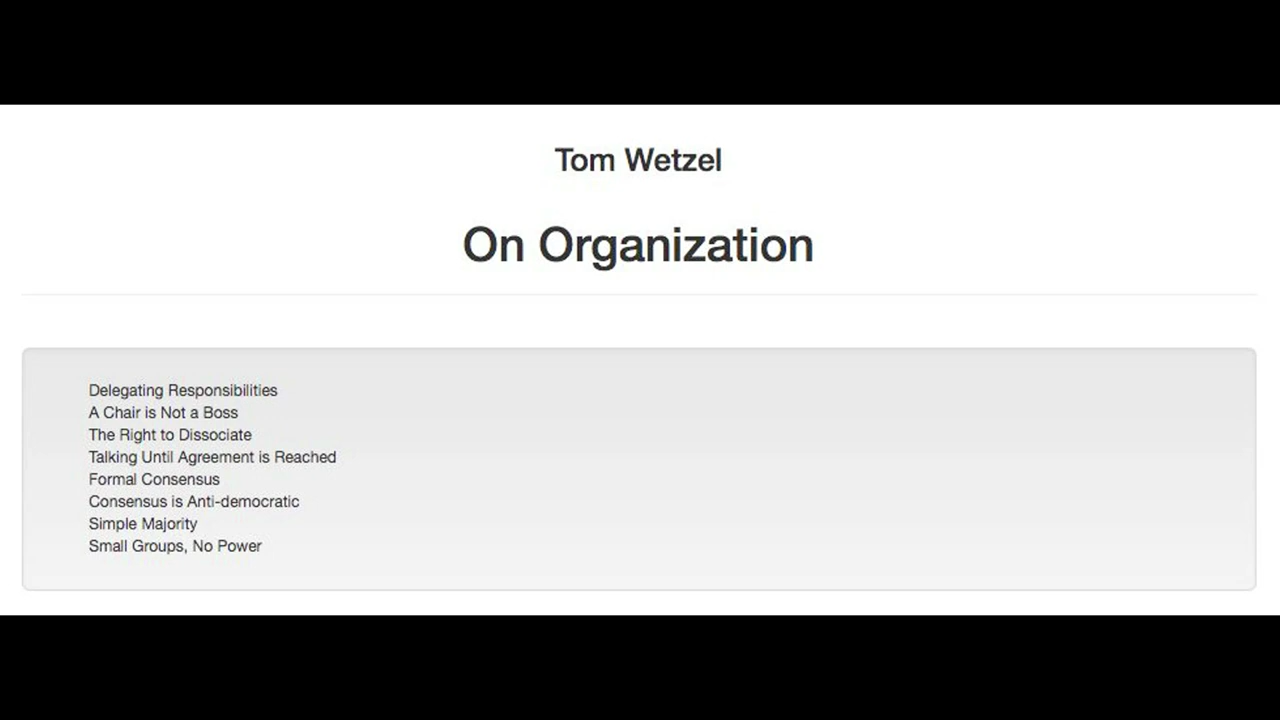 Tom Wetzel
On Organization
Delegating Responsibilities
A Chair is Not a Boss
The Right to Dissociate
Talking Until Agreement is Reached
Formal Consensus
Consensus is Anti-democratic
Simple Majority
Small Groups, No Power